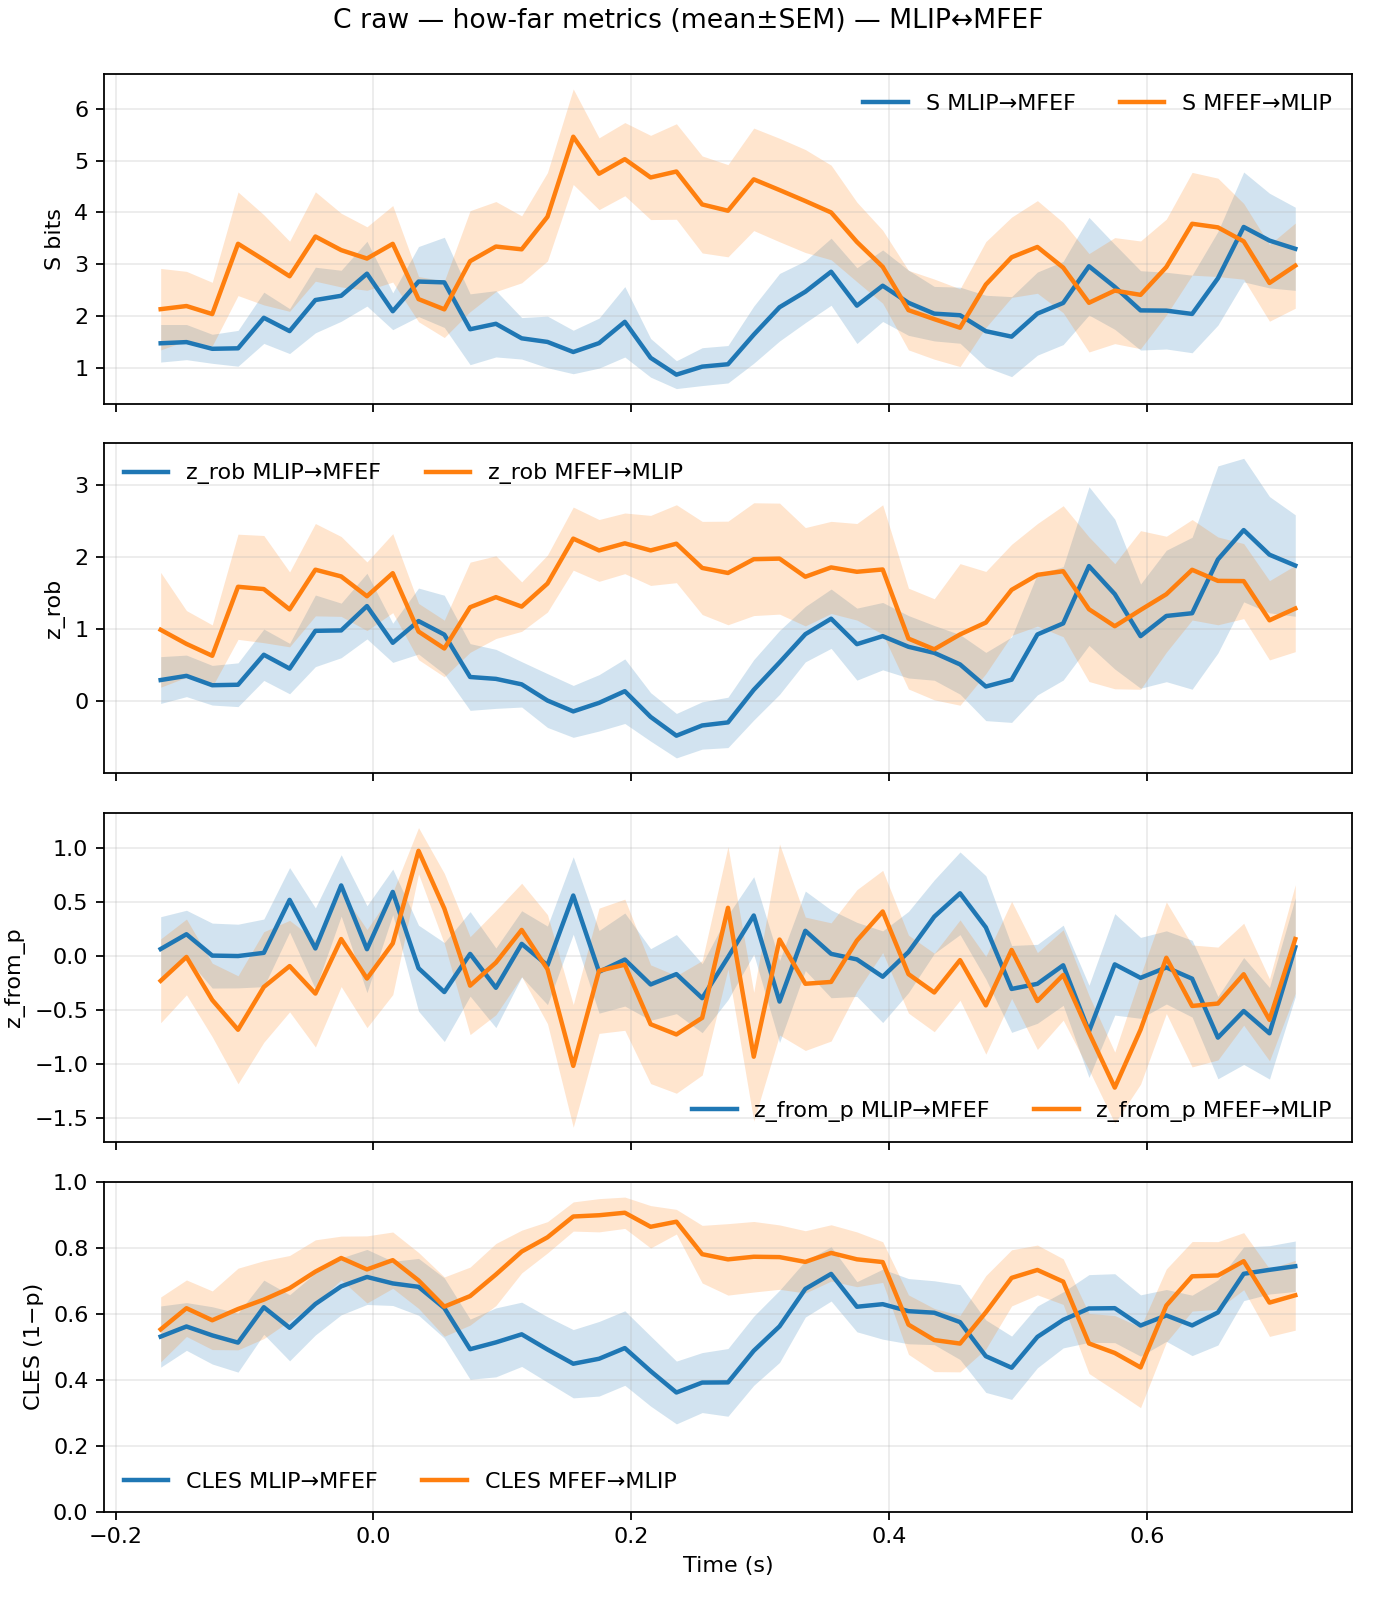 C raw — how-far metrics (mean±SEM) — MLIP↔MFEF
S bits
6
5
4
3
2
1
S MLIP→MFEF S MFEF→MLIP
z_rob
3
2
1
0
z_rob MLIP→MFEF z_rob MFEF→MLIP
z_from_p
1.0
0.5
0.0
−0.5
−1.0
−1.5
z_from_p MLIP→MFEF z_from_p MFEF→MLIP
CLES (1−p)
1.0
0.8
0.6
0.4
0.2
0.0
CLES MLIP→MFEF CLES MFEF→MLIP
−0.2 0.0 0.2 0.4 0.6
Time (s)